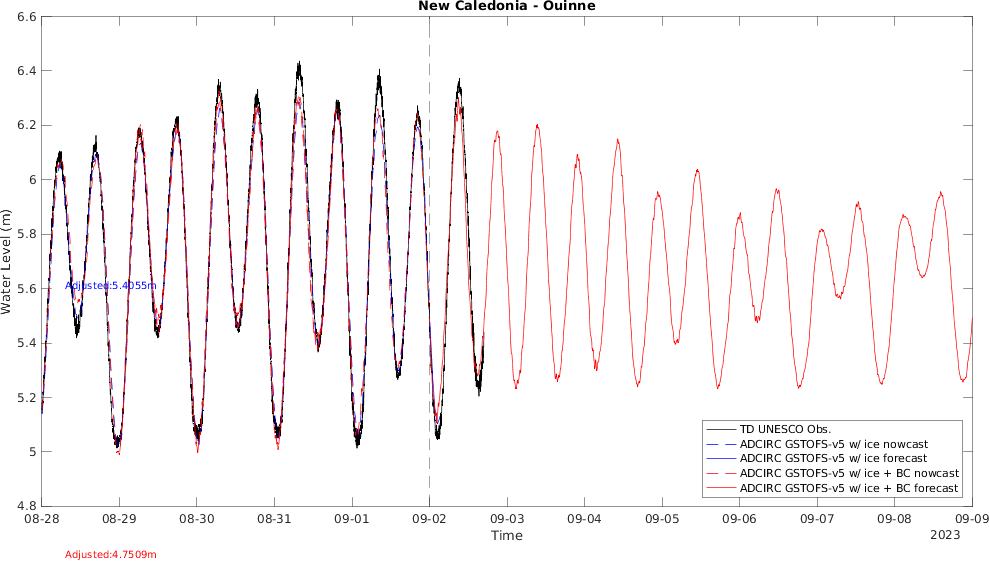 New Caledonia - Ouinne
Water Level (m)
6.6
6.4
6.2
6
5.8
5.6
5.4
5.2
5
4.8
Adjusted:5.4055m
TD UNESCO Obs.
ADCIRC GSTOFS-v5 w/ ice nowcast
ADCIRC GSTOFS-v5 w/ ice forecast
ADCIRC GSTOFS-v5 w/ ice + BC nowcast
ADCIRC GSTOFS-v5 w/ ice + BC forecast
08-28 08-29 08-30 08-31 09-01 09-02 09-03 09-04 09-05 09-06 09-07 09-08 09-09
Time
2023
Adjusted:4.7509m